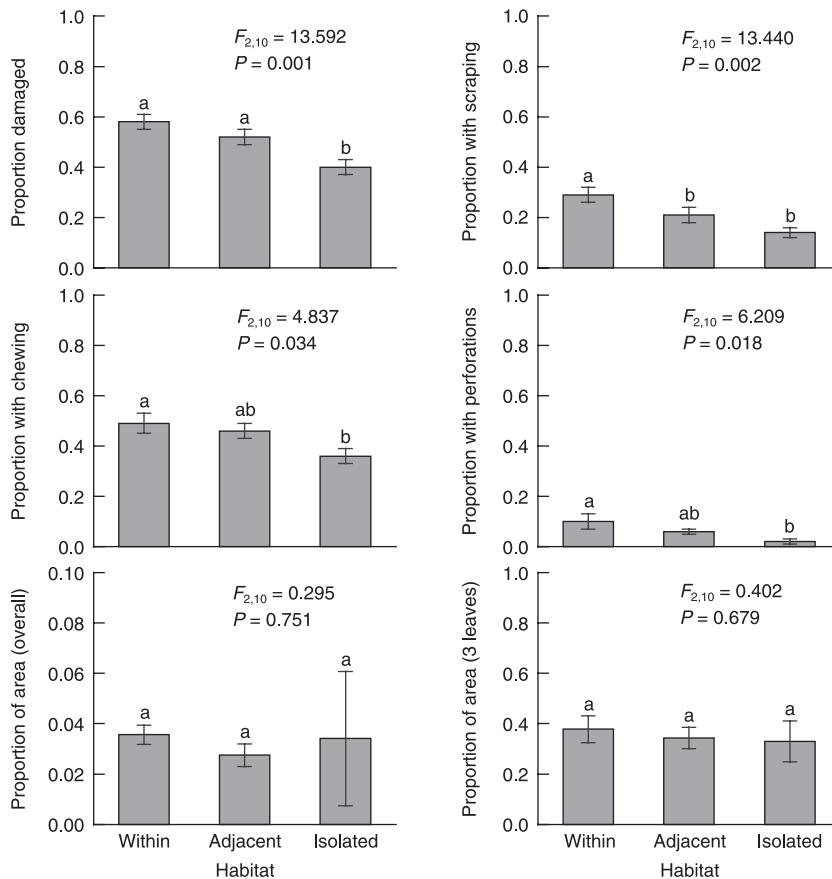 Proportion damaged
1.0
0.8
0.6
0.4
0.2
0.0
F2,10 = 13.592
P = 0.001
a
a
b
Proportion with scraping
1.0
0.8
0.6
0.4
0.2
0.0
F2,10 = 13.440
P = 0.002
a
b
b
Proportion with chewing
1.0
0.8
0.6
0.4
0.2
0.0
F2,10 = 4.837
P = 0.034
a
ab
b
Proportion with perforations
1.0
0.8
0.6
0.4
0.2
0.0
F2,10 = 6.209
P = 0.018
a
ab
b
Proportion of area (overall)
0.10
0.08
0.06
0.04
0.02
0.00
F2,10 = 0.295
P = 0.751
a
a
a
Within Adjacent Isolated
Habitat
Proportion of area (3 leaves)
1.0
0.8
0.6
0.4
0.2
0.0
F2,10 = 0.402
P = 0.679
a
a
a
Within Adjacent Isolated
Habitat